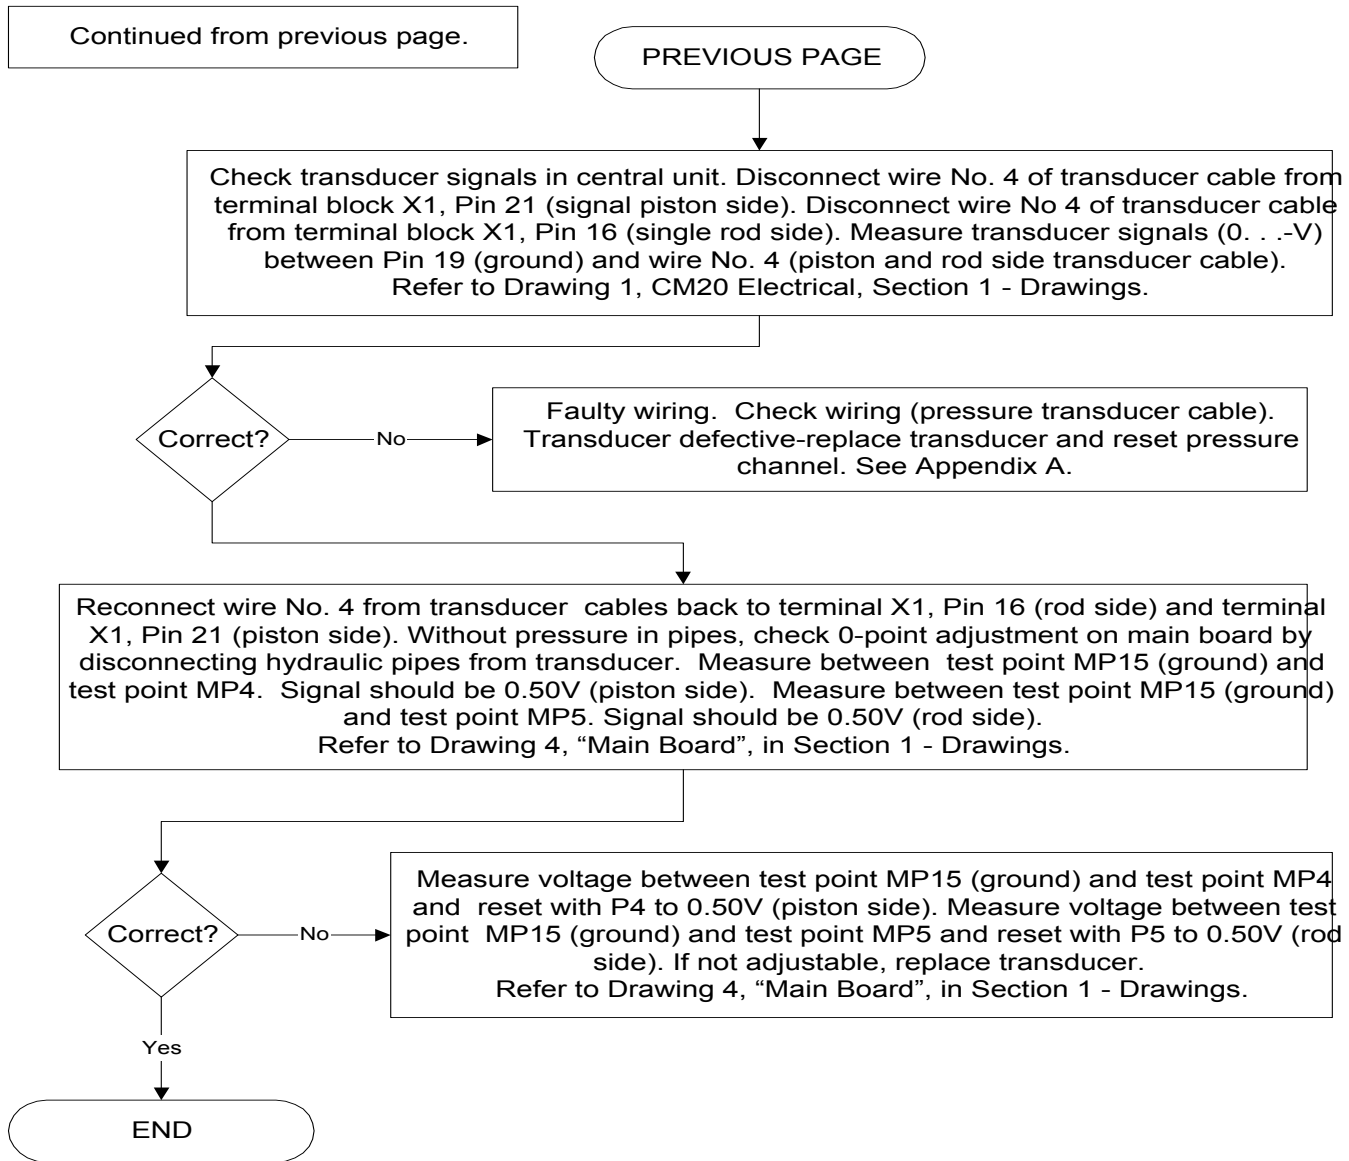 Continued from previous page.
PREVIOUS PAGE
Check transducer signals in central unit. Disconnect wire No. 4 of transducer cable from
terminal block X1, Pin 21 (signal piston side). Disconnect wire No 4 of transducer cable
from terminal block X1, Pin 16 (single rod side). Measure transducer signals (0. . .-V)
between Pin 19 (ground) and wire No. 4 (piston and rod side transducer cable).
Refer to Drawing 1, CM20 Electrical, Section 1 - Drawings.
Correct?
No
Faulty wiring. Check wiring (pressure transducer cable).
Transducer defective-replace transducer and reset pressure
channel. See Appendix A.
Reconnect wire No. 4 from transducer cables back to terminal X1, Pin 16 (rod side) and terminal
X1, Pin 21 (piston side). Without pressure in pipes, check 0-point adjustment on main board by
disconnecting hydraulic pipes from transducer. Measure between test point MP15 (ground) and
test point MP4. Signal should be 0.50V (piston side). Measure between test point MP15 (ground)
and test point MP5. Signal should be 0.50V (rod side).
Refer to Drawing 4, “Main Board”, in Section 1 - Drawings.
Correct?
No
Measure voltage between test point MP15 (ground) and test point MP4
and reset with P4 to 0.50V (piston side). Measure voltage between test
point MP15 (ground) and test point MP5 and reset with P5 to 0.50V (rod
side). If not adjustable, replace transducer.
Refer to Drawing 4, “Main Board”, in Section 1 - Drawings.
Yes
END